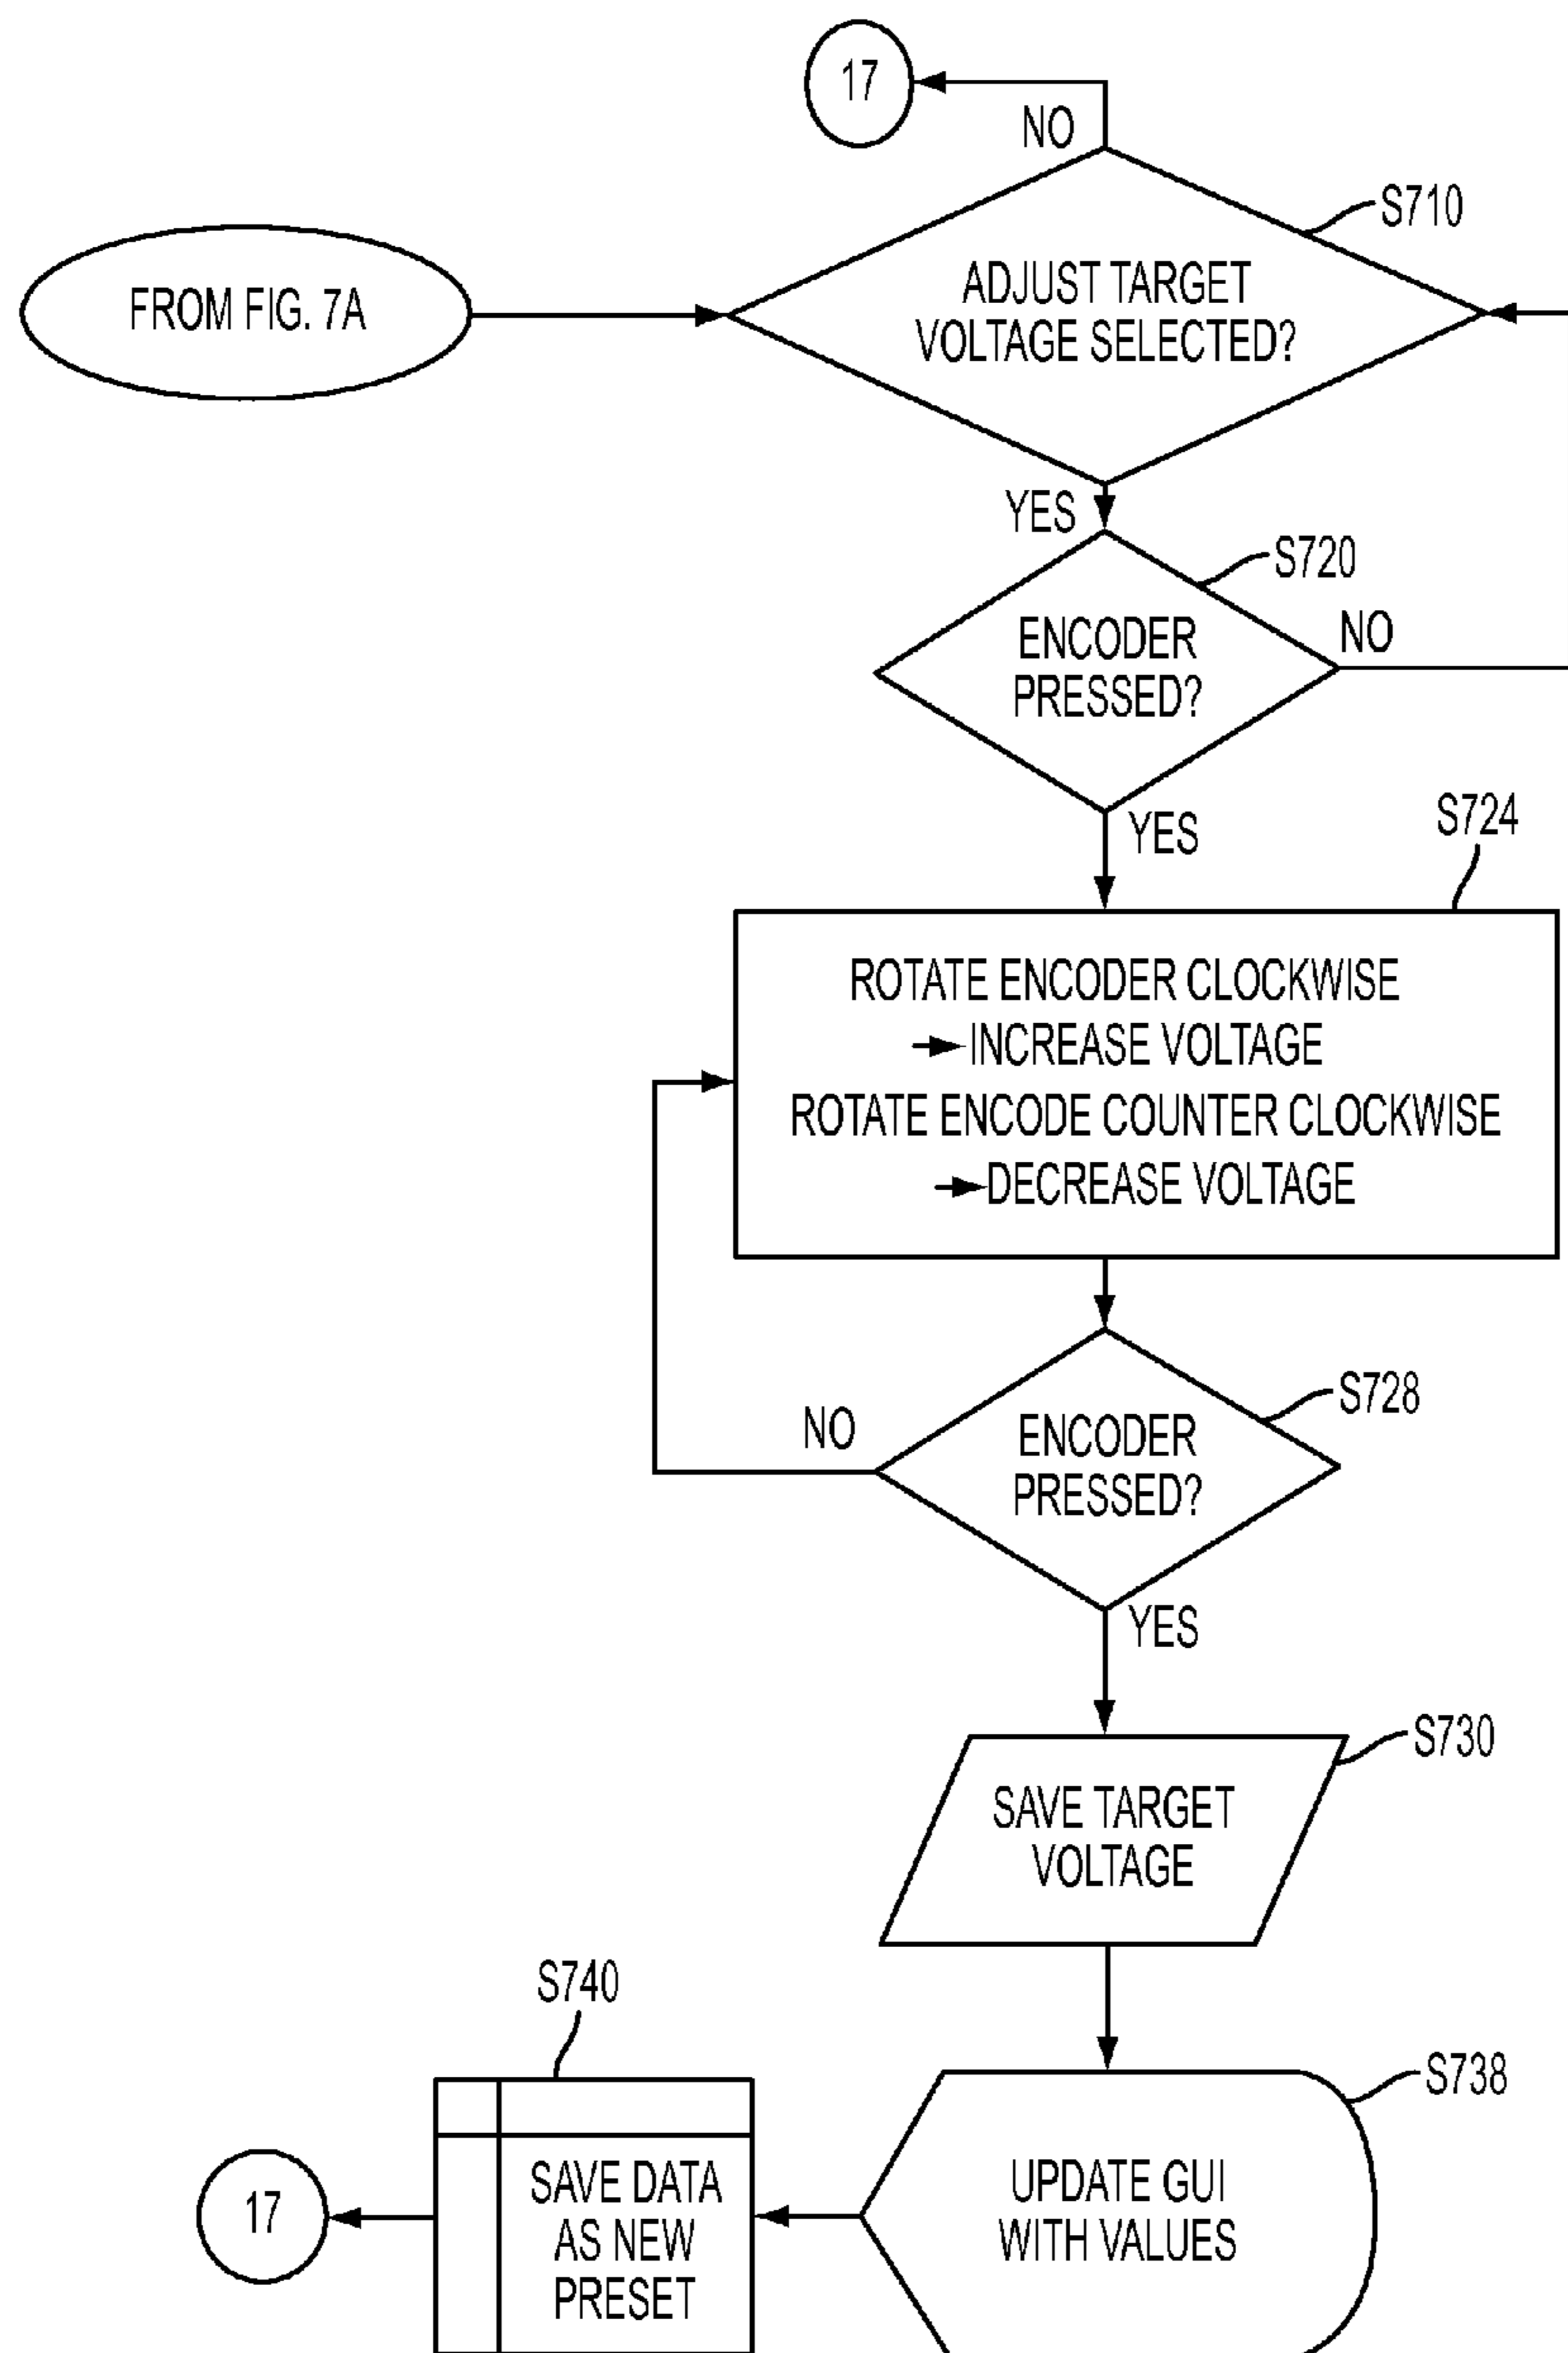 17
NO
S710
FROM FIG. 7A
ADJUST TARGET
VOLTAGE SELECTED?
YES
S720
ENCODER
PRESSED?
NO
YES
S724
ROTATE ENCODER CLOCKWISE
→INCREASE VOLTAGE
ROTATE ENCODE COUNTER CLOCKWISE
→DECREASE VOLTAGE
S728
NO
ENCODER
PRESSED?
YES
S730
SAVE TARGET
VOLTAGE
S740
S738
17
SAVE DATA
AS NEW
PRESET
UPDATE GUI
WITH VALUES